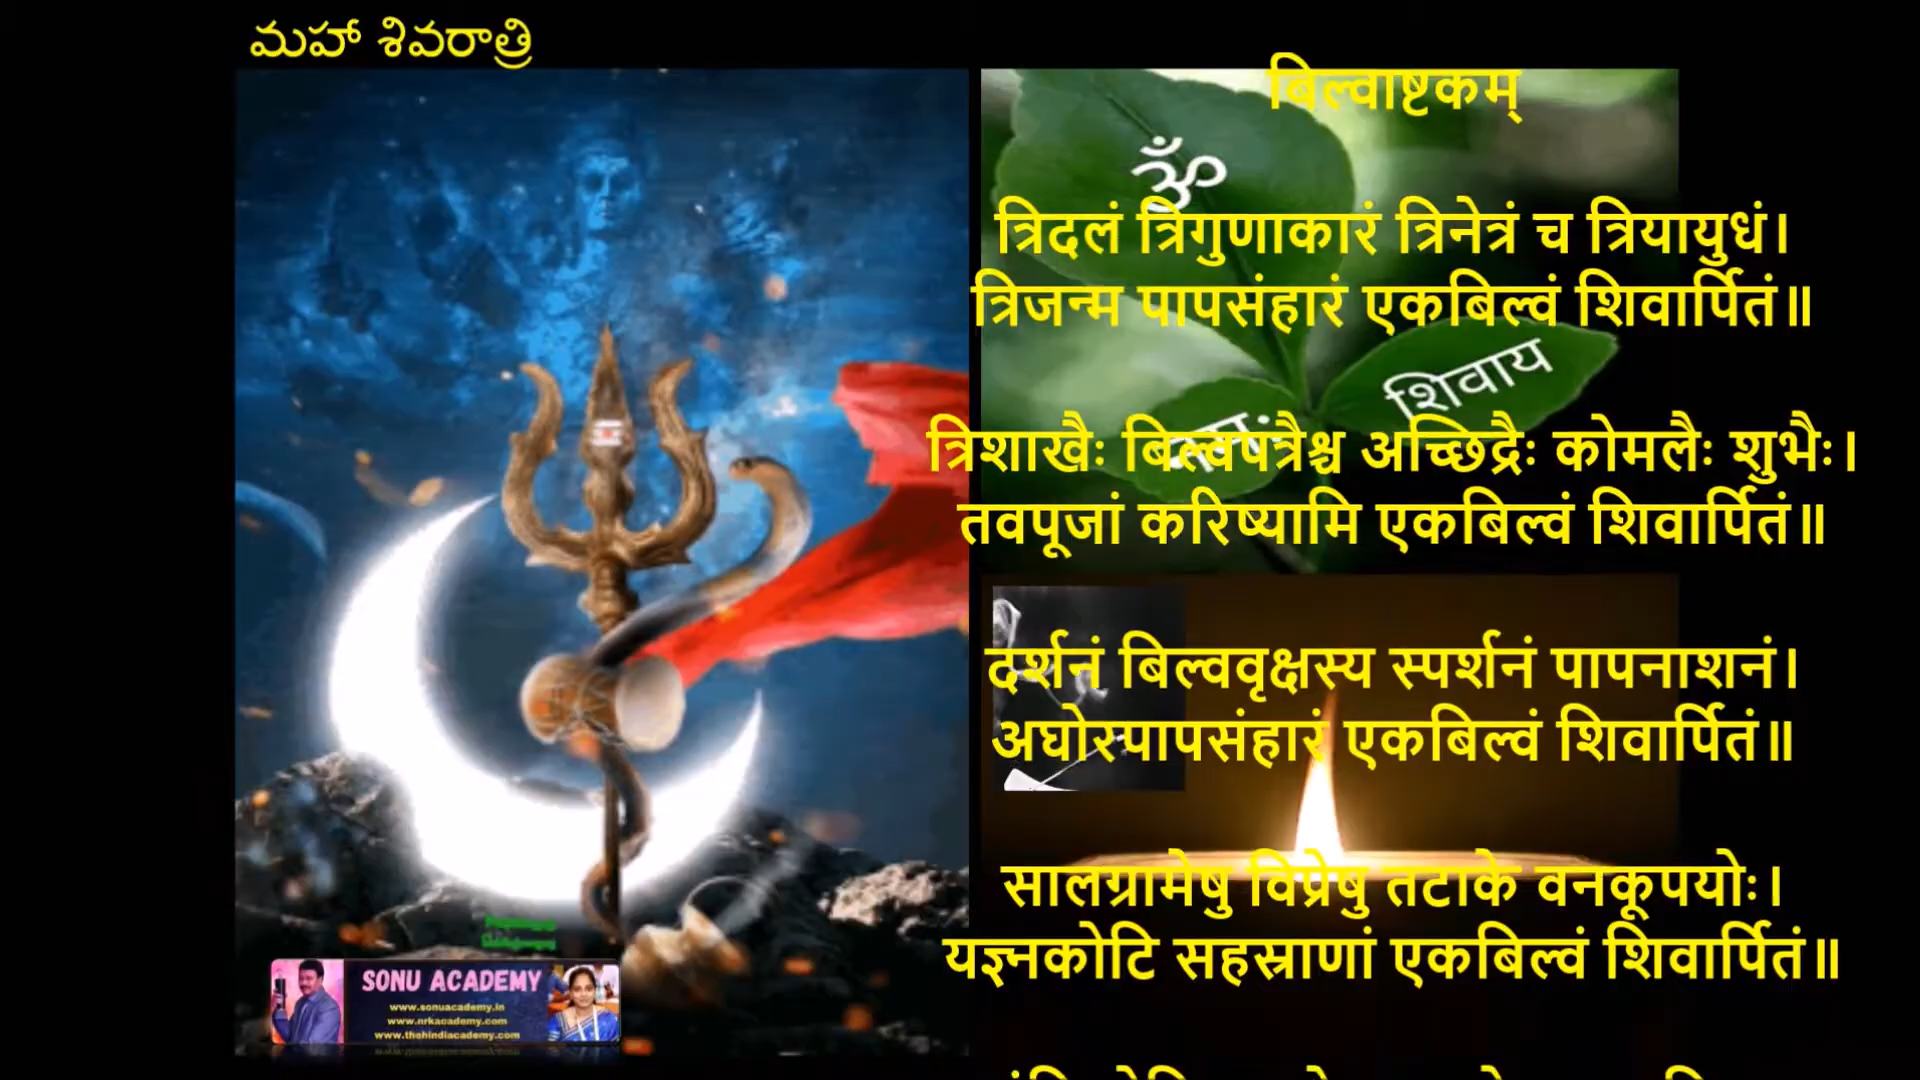 మహా శివరాత్రి
बिल्वाष्टकम्
ॐ
त्रिदलं त्रिगुणाकारं त्रिनेत्रं च त्रियायुधं।
त्रिजन्म पापसंहारं एकबिल्वं शिवार्पितं॥
शिवाय
त्रिशाखैः बिल्वपत्रैश्च अच्छिद्रैः कोमलैः शुभैः।
तवपूजां करिष्यामि एकबिल्वं शिवार्पितं॥
दर्शनं बिल्ववृक्षस्य स्पर्शनं पापनाशनं।
अघोरपापसंहारं एकबिल्वं शिवार्पितं॥
सालग्रामेषु विप्रेषु तटाके वनकूपयोः।
यज्ञ्नकोटि सहस्राणां एकबिल्वं शिवार्पितं॥
SONU ACADEMY
www.sonuacademy.in
www.nrkacademy.com
www.thehindiacademy.com